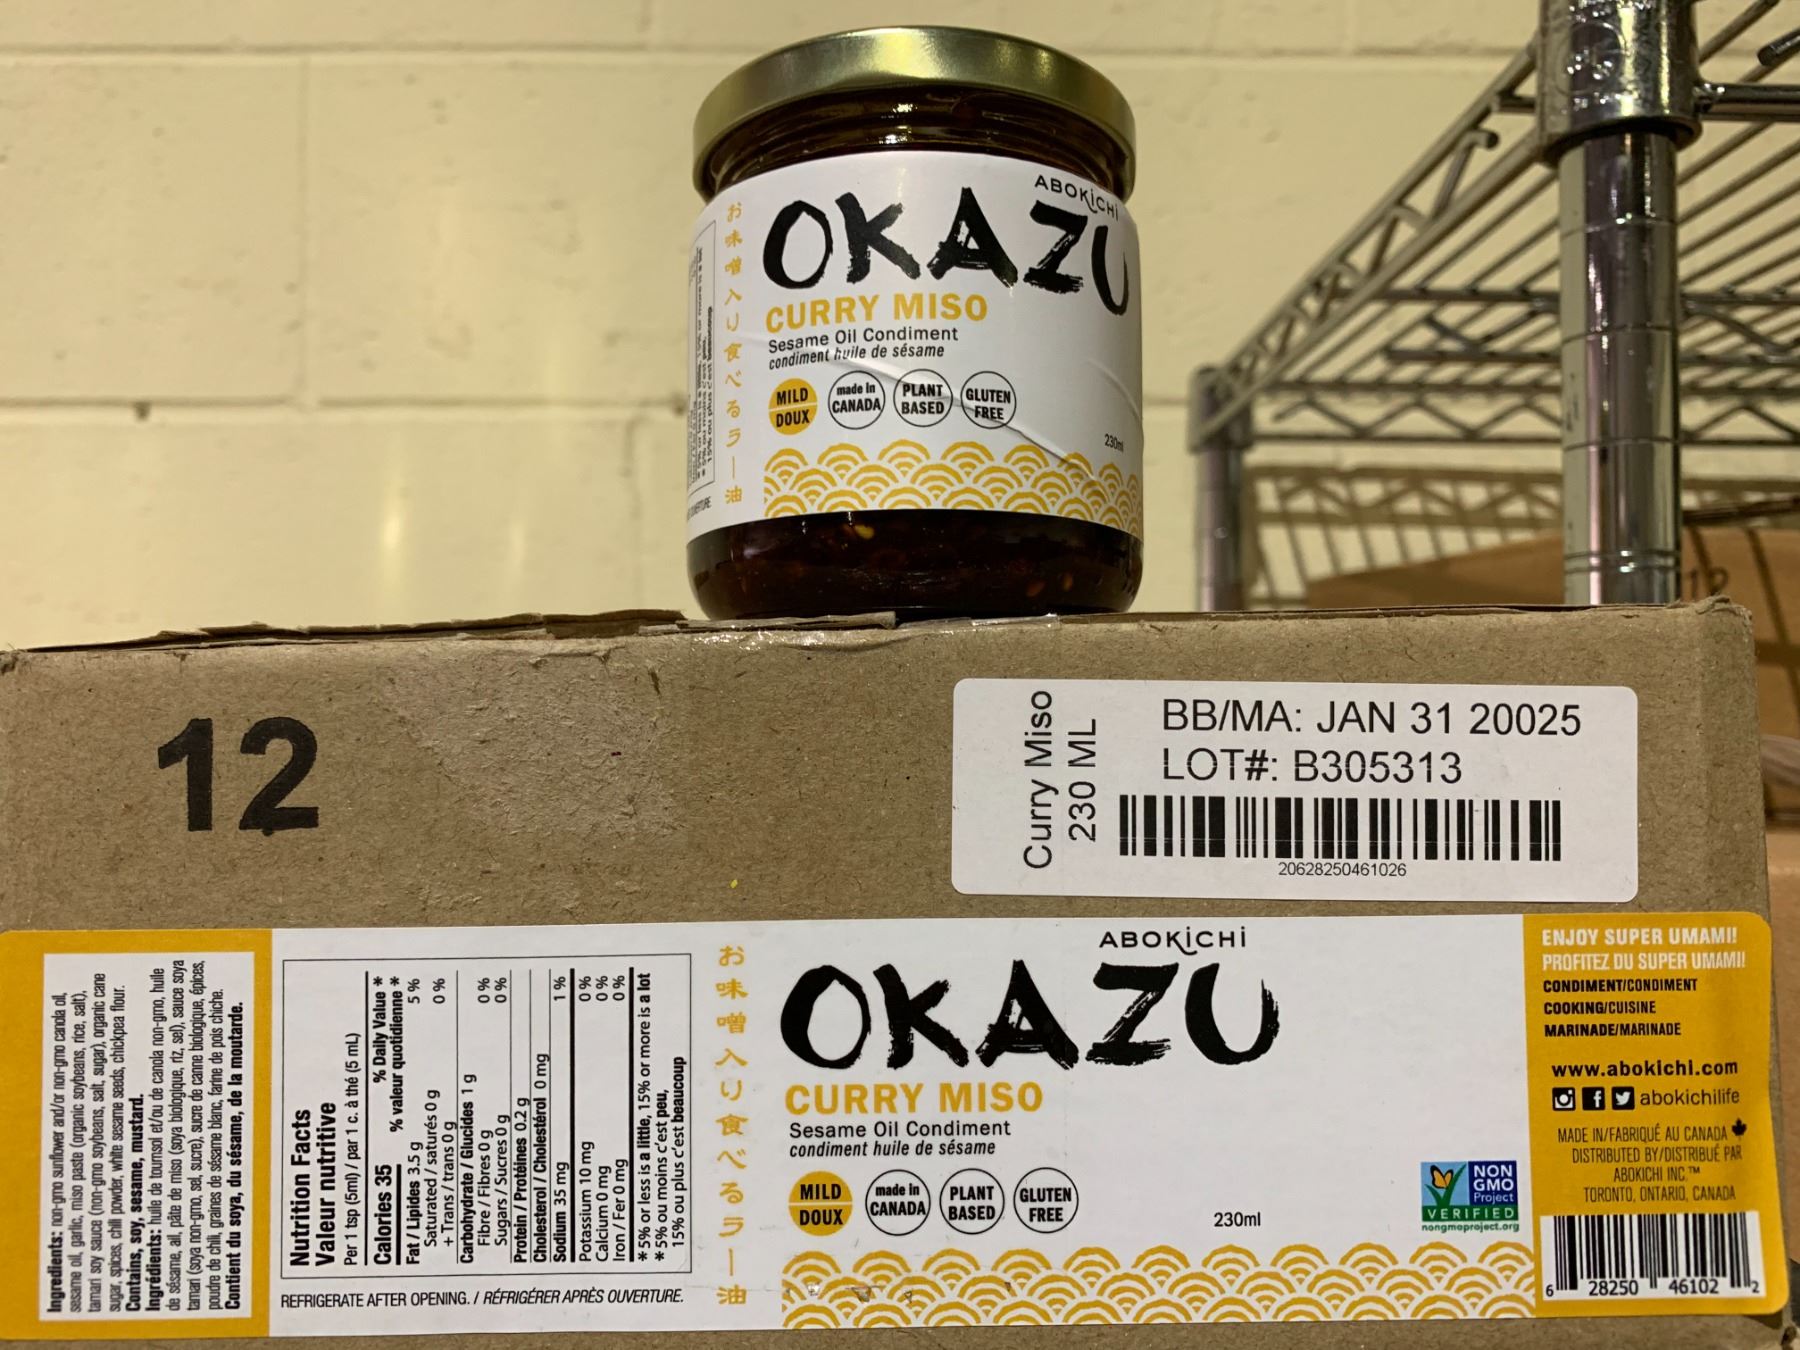 ABOKiCHi
OKAZU
CURRY MISO
Sesame Oil Condiment
condiment huile de sésame
MILD
DOUX
made in
CANADA
PLANT
BASED
GLUTEN
FREE
230ml
お味噌入り食べるラー油
12
Curry Miso
230 ML
BB/MA: JAN 31 20025
LOT#: B305313
20628250461026
Ingredients: non-gmo sunflower and/or non-gmo canola oil,
sesame oil, garlic, miso paste (organic soybeans, rice, salt),
tamari soy sauce (non-gmo soybeans, salt, sugar), organic cane
sugar, spices, chili powder, white sesame seeds, chickpea flour.
Contains, soy, sesame, mustard.
Ingrédients: huile de tournsol et/ou de canola non-gmo, huile
de sésame, ail, pâte de miso (soya biologique, riz, sel), sauce soya
tamari (soya non-gmo, sel, sucre), sucre de canne biologique, épices,
poudre de chili, graines de sésame blanc, farine de pois chiche.
Contient du soya, du sésame, de la moutarde.
Nutrition Facts
Valeur nutritive
Per 1 tsp (5ml) / par 1 c. à thé (5 mL)
Calories 35
% Daily Value *
% valeur quotidienne *
Fat / Lipides 3.5 g 5 %
Saturated / saturés 0 g
+ Trans / trans 0 g 0 %
Carbohydrate / Glucides 1 g
Fibre / Fibres 0 g 0 %
Sugars / Sucres 0 g 0 %
Protein / Protéines 0.2 g
Cholesterol / Cholestérol 0 mg
Sodium 35 mg 1 %
Potassium 10 mg 0 %
Calcium 0 mg 0 %
Iron / Fer 0 mg 0 %
* 5% or less is a little, 15% or more is a lot
* 5% ou moins c'est peu,
15% ou plus c'est beaucoup
REFRIGERATE AFTER OPENING. / RÉFRIGÉRER APRÈS OUVERTURE.
お味噌入り食べるラー油
ABOKiCHi
OKAZU
CURRY MISO
Sesame Oil Condiment
condiment huile de sésame
MILD
DOUX
made in
CANADA
PLANT
BASED
GLUTEN
FREE
230ml
NON
GMO
Project
VERIFIED
nongmoproject.org
ENJOY SUPER UMAMI!
PROFITEZ DU SUPER UMAMI!
CONDIMENT/CONDIMENT
COOKING/CUISINE
MARINADE/MARINADE
www.abokichi.com
abokichilife
MADE IN/FABRIQUÉ AU CANADA
DISTRIBUTED BY/DISTRIBUÉ PAR
ABOKICHI INC.™
TORONTO, ONTARIO, CANADA
6 28250 46102 2